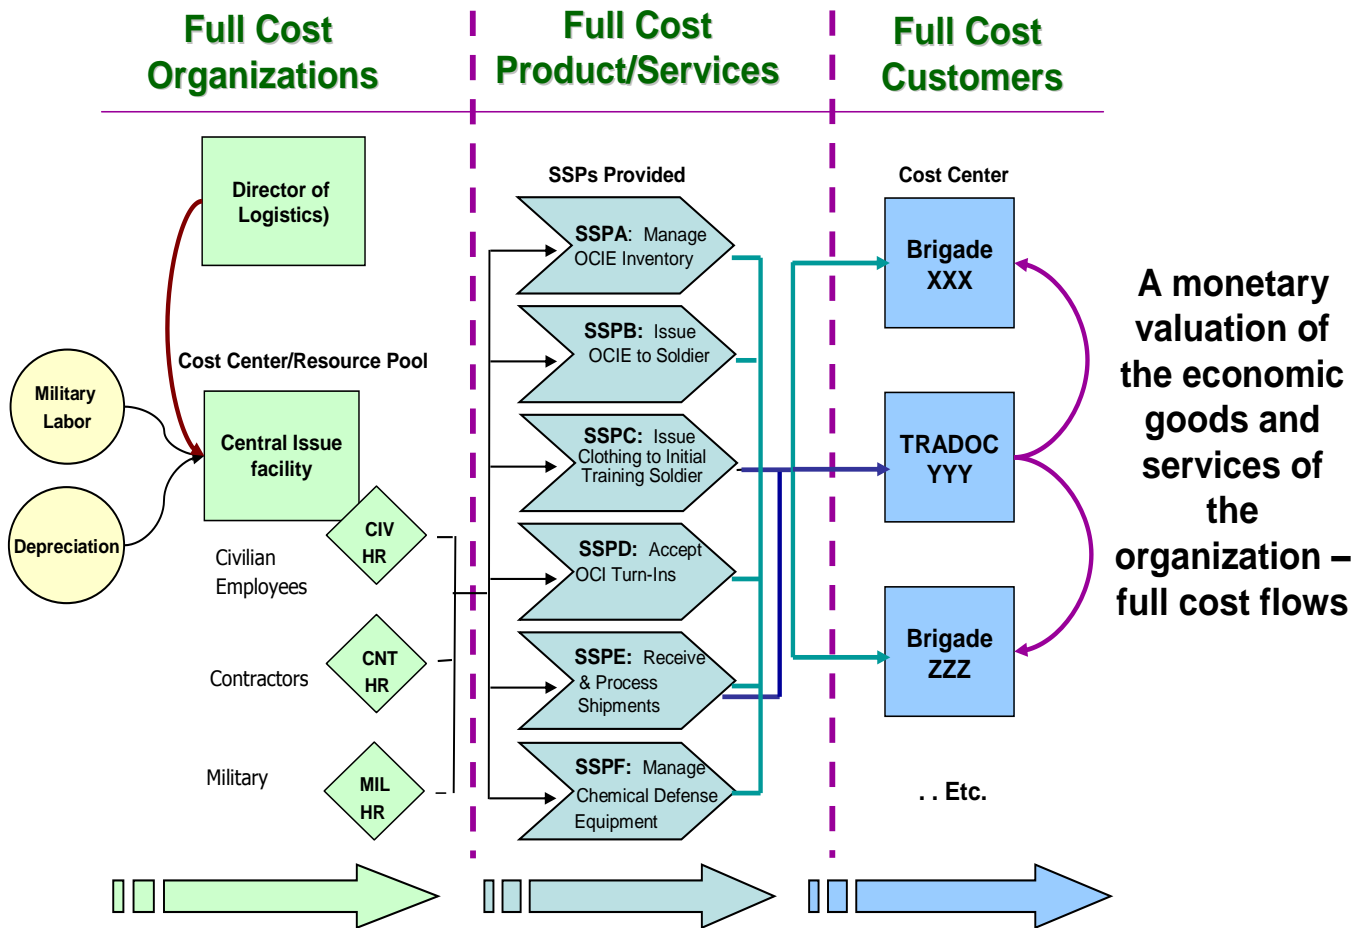 Full Cost
Organizations
Full Cost
Product/Services
Full Cost
Customers
Director of
Logistics)
Cost Center/Resource Pool
Military
Labor
Central Issue
facility
Depreciation
CIV
HR
Civilian
Employees
CNT
HR
Contractors
MIL
HR
Military
SSPs Provided
SSPA: Manage
OCIE Inventory
SSPB: Issue
OCIE to Soldier
SSPC: Issue
Clothing to Initial
Training Soldier
SSPD: Accept
OCI Turn-Ins
SSPE: Receive
& Process
Shipments
SSPF: Manage
Chemical Defense
Equipment
Cost Center
Brigade
XXX
TRADOC
YYY
Brigade
ZZZ
. . Etc.
A monetary
valuation of
the economic
goods and
services of
the
organization –
full cost flows